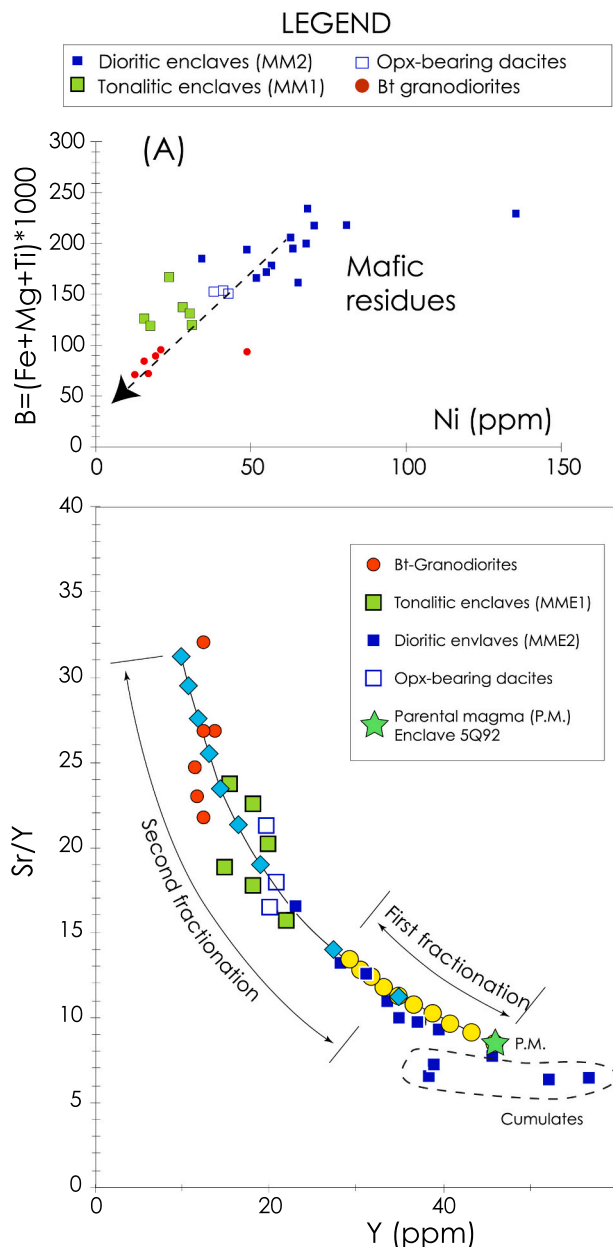 LEGEND
Dioritic enclaves (MM2)
Opx-bearing dacites
Tonalitic enclaves (MM1)
Bt granodiorites
(A)
B=(Fe+Mg+Ti)*1000
300
250
200
150
100
50
0
Mafic
residues
Ni (ppm)
0
50
100
150
40
35
30
25
20
15
10
5
0
Sr/Y
Bt-Granodiorites
Tonalitic enclaves (MME1)
Dioritic envlaves (MME2)
Opx-bearing dacites
Parental magma (P.M.)
Enclave 5Q92
Second fractionation
First fractionation
P.M.
Cumulates
0
20
40
Y (ppm)